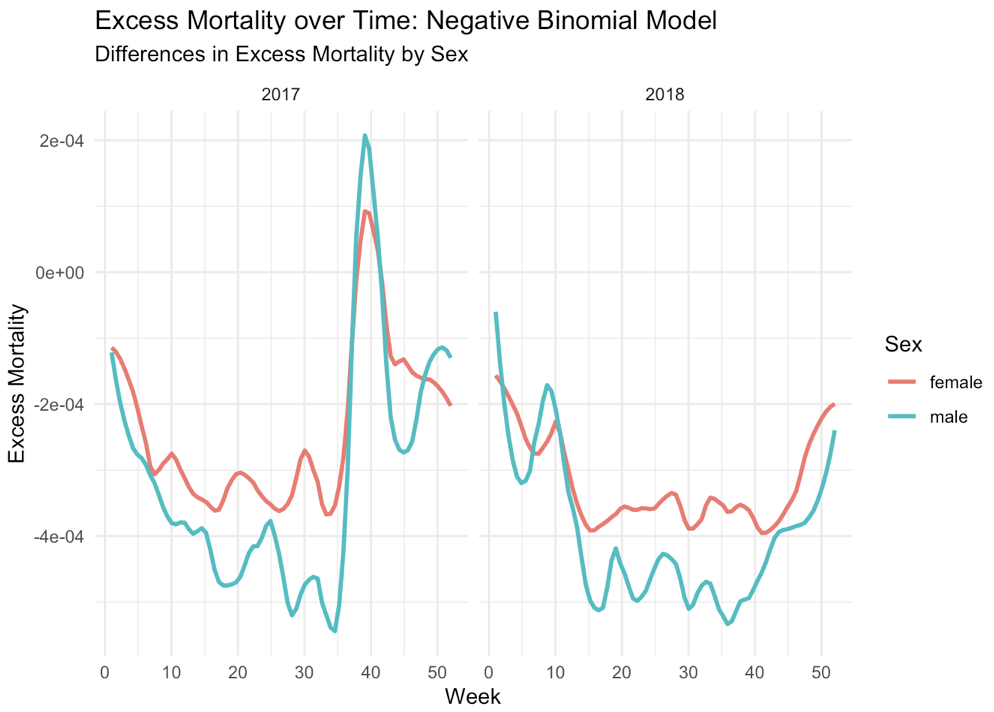 Excess Mortality over Time: Negative Binomial Model
Differences in Excess Mortality by Sex
2017 2018
2e-04
0e+00
-2e-04
-4e-04
Excess Mortality
0 10 20 30 40 50 0 10 20 30 40 50
Week
Sex
female
male